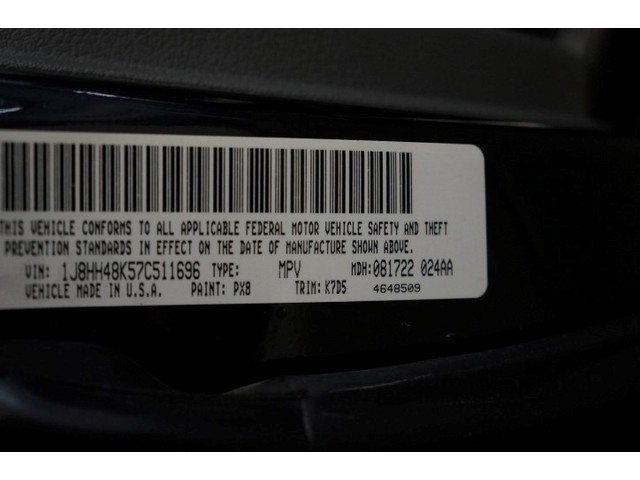 THIS VEHICLE CONFORMS TO ALL APPLICABLE FEDERAL MOTOR VEHICLE SAFETY AND THEFT
PREVENTION STANDARDS IN EFFECT ON THE DATE OF MANUFACTURE SHOWN ABOVE.
VIN: 1J8HH48K57C511696 TYPE: MPV MDH:081722 024AA
VEHICLE MADE IN U.S.A. PAINT: PX8 TRIM: K7D5 4648509